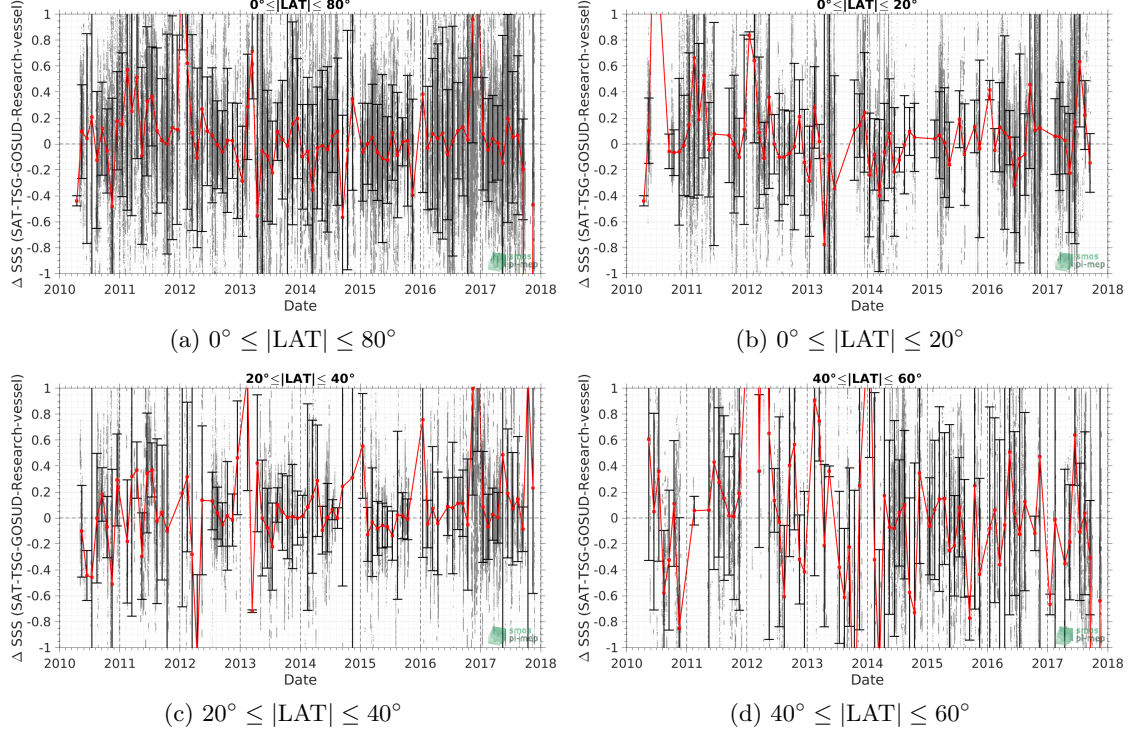 0°≤|LAT|≤ 80°
Δ SSS (SAT-TSG-GOSUD-Research-vessel)
1
0.8
0.6
0.4
0.2
0
-0.2
-0.4
-0.6
-0.8
-1
smos
pi-mep
2010 2011 2012 2013 2014 2015 2016 2017 2018
Date
(a) 0° ≤ |LAT| ≤ 80°
0°≤|LAT|≤ 20°
Δ SSS (SAT-TSG-GOSUD-Research-vessel)
1
0.8
0.6
0.4
0.2
0
-0.2
-0.4
-0.6
-0.8
-1
smos
pi-mep
2010 2011 2012 2013 2014 2015 2016 2017 2018
Date
(b) 0° ≤ |LAT| ≤ 20°
20°≤|LAT|≤ 40°
Δ SSS (SAT-TSG-GOSUD-Research-vessel)
1
0.8
0.6
0.4
0.2
0
-0.2
-0.4
-0.6
-0.8
-1
smos
pi-mep
2010 2011 2012 2013 2014 2015 2016 2017 2018
Date
(c) 20° ≤ |LAT| ≤ 40°
40°≤|LAT|≤ 60°
Δ SSS (SAT-TSG-GOSUD-Research-vessel)
1
0.8
0.6
0.4
0.2
0
-0.2
-0.4
-0.6
-0.8
-1
smos
pi-mep
2010 2011 2012 2013 2014 2015 2016 2017 2018
Date
(d) 40° ≤ |LAT| ≤ 60°